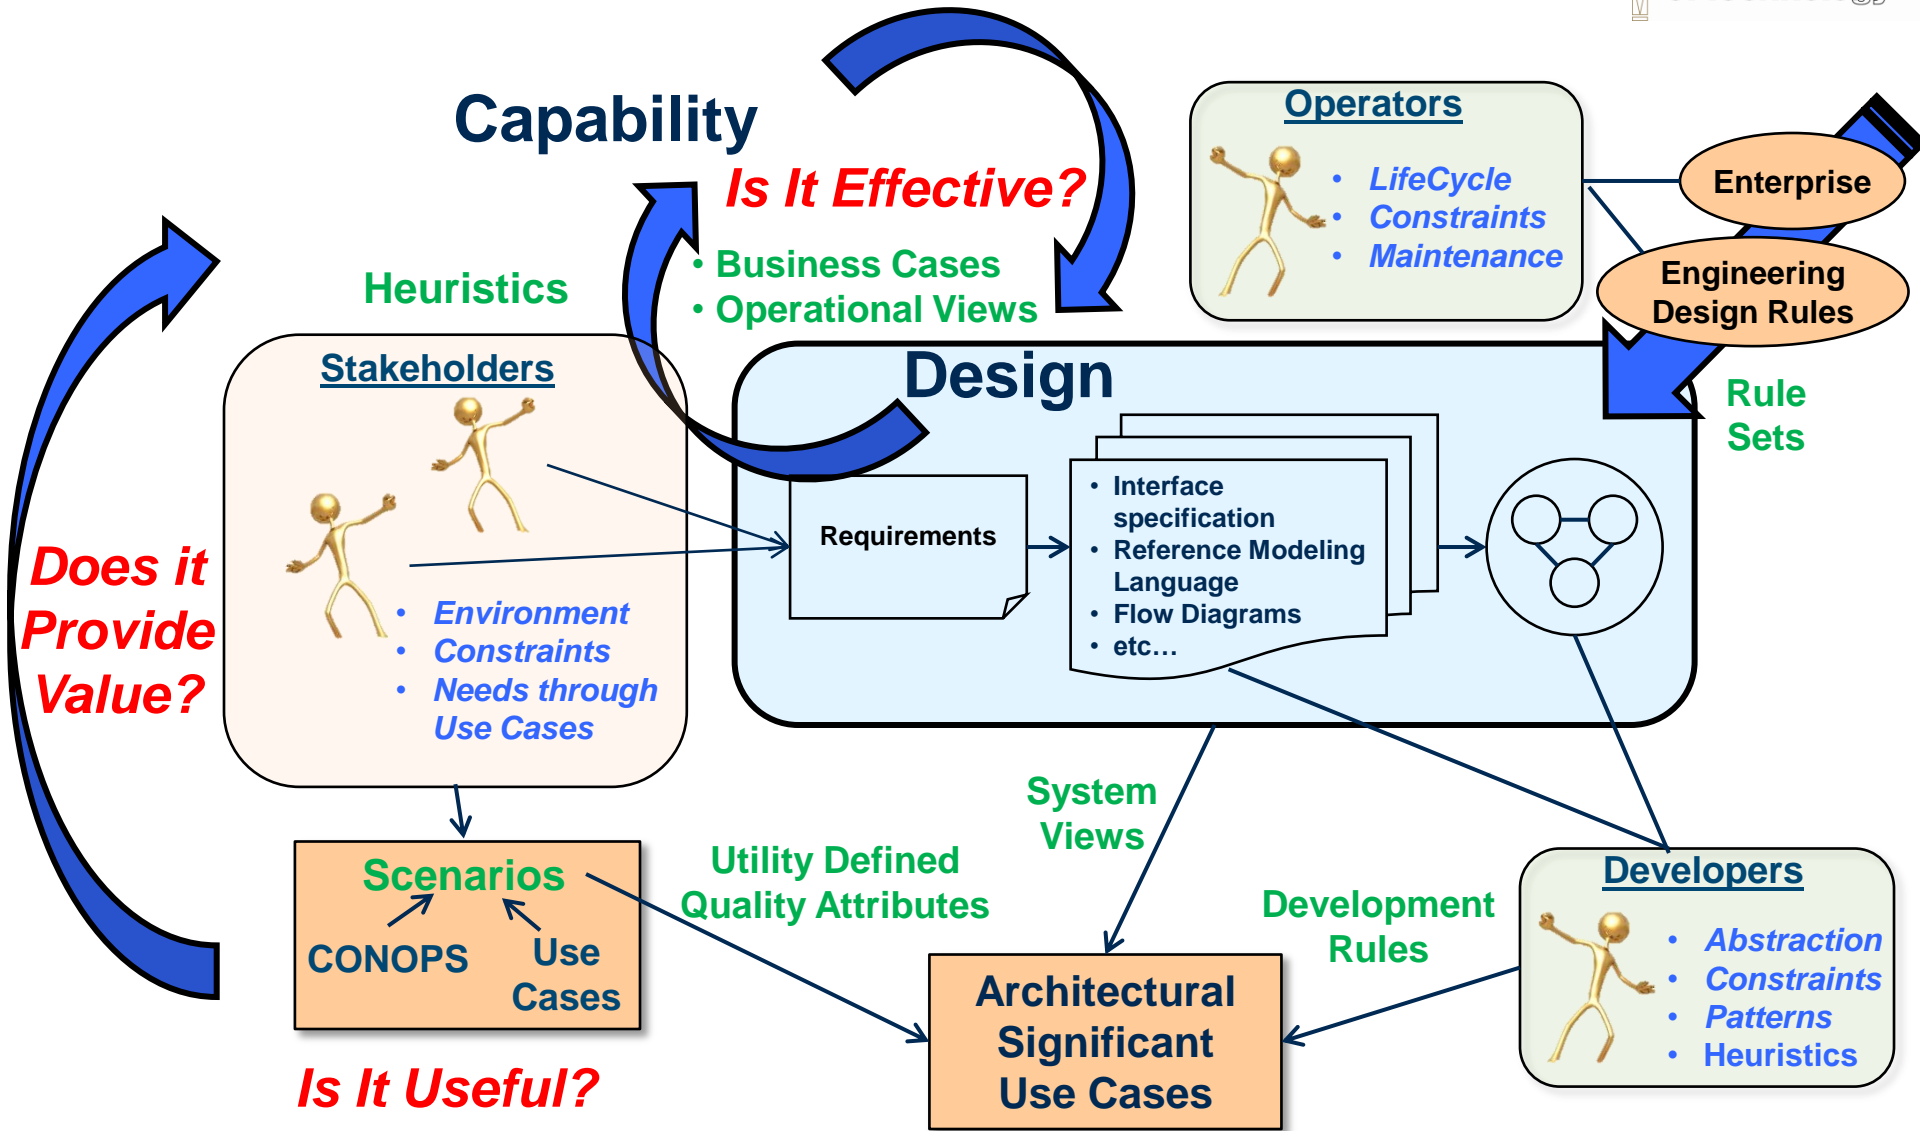 Capability
Is It Effective?
• Business Cases
• Operational Views
Operators
• LifeCycle
• Constraints
• Maintenance
Enterprise
Engineering
Design Rules
Rule
Sets
Heuristics
Stakeholders
• Environment
• Constraints
• Needs through
Use Cases
Does it
Provide
Value?
Design
Requirements
• Interface
specification
• Reference Modeling
Language
• Flow Diagrams
• etc…
System
Views
Utility Defined
Quality Attributes
Scenarios
CONOPS
Use
Cases
Is It Useful?
Architectural
Significant
Use Cases
Development
Rules
Developers
• Abstraction
• Constraints
• Patterns
• Heuristics